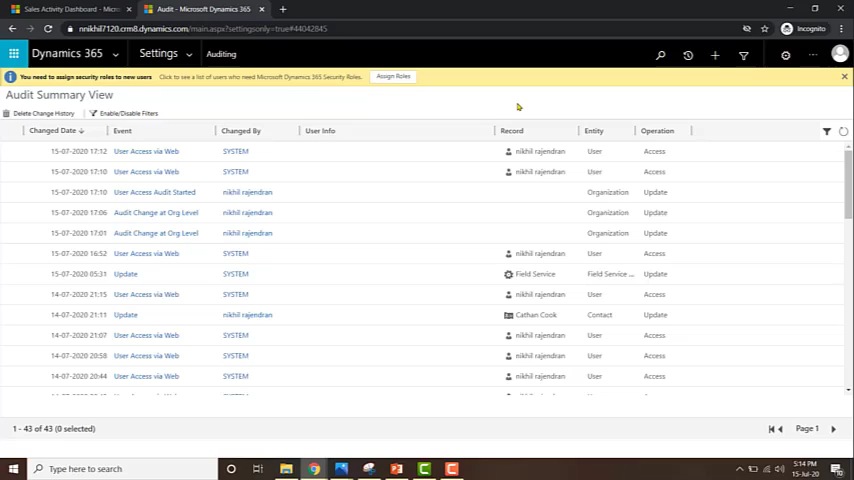 Sales Activity Dashboard - Micros
Audit - Microsoft Dynamics 365
nnikhil7120.crm8.dynamics.com/main.aspx?settingsonly=true#44042845
Incognito
Dynamics 365 Settings Auditing
You need to assign security roles to new users Click to see a list of users who need Microsoft Dynamics 365 Security Roles. Assign Roles
Audit Summary View
Delete Change History Enable/Disable Filters
Changed Date Event Changed By User Info Record Entity Operation
15-07-2020 17:12 User Access via Web SYSTEM nikhil rajendran User Access
15-07-2020 17:10 User Access via Web SYSTEM nikhil rajendran User Access
15-07-2020 17:10 User Access Audit Started nikhil rajendran Organization Update
15-07-2020 17:06 Audit Change at Org Level nikhil rajendran Organization Update
15-07-2020 17:01 Audit Change at Org Level nikhil rajendran Organization Update
15-07-2020 16:52 User Access via Web SYSTEM nikhil rajendran User Access
15-07-2020 05:31 Update SYSTEM Field Service Field Service ... Update
14-07-2020 21:15 User Access via Web SYSTEM nikhil rajendran User Access
14-07-2020 21:11 Update nikhil rajendran Cathan Cook Contact Update
14-07-2020 21:07 User Access via Web SYSTEM nikhil rajendran User Access
14-07-2020 20:58 User Access via Web SYSTEM nikhil rajendran User Access
14-07-2020 20:44 User Access via Web SYSTEM nikhil rajendran User Access
1 - 43 of 43 (0 selected) Page 1
Type here to search
5:14 PM
15-Jul-20